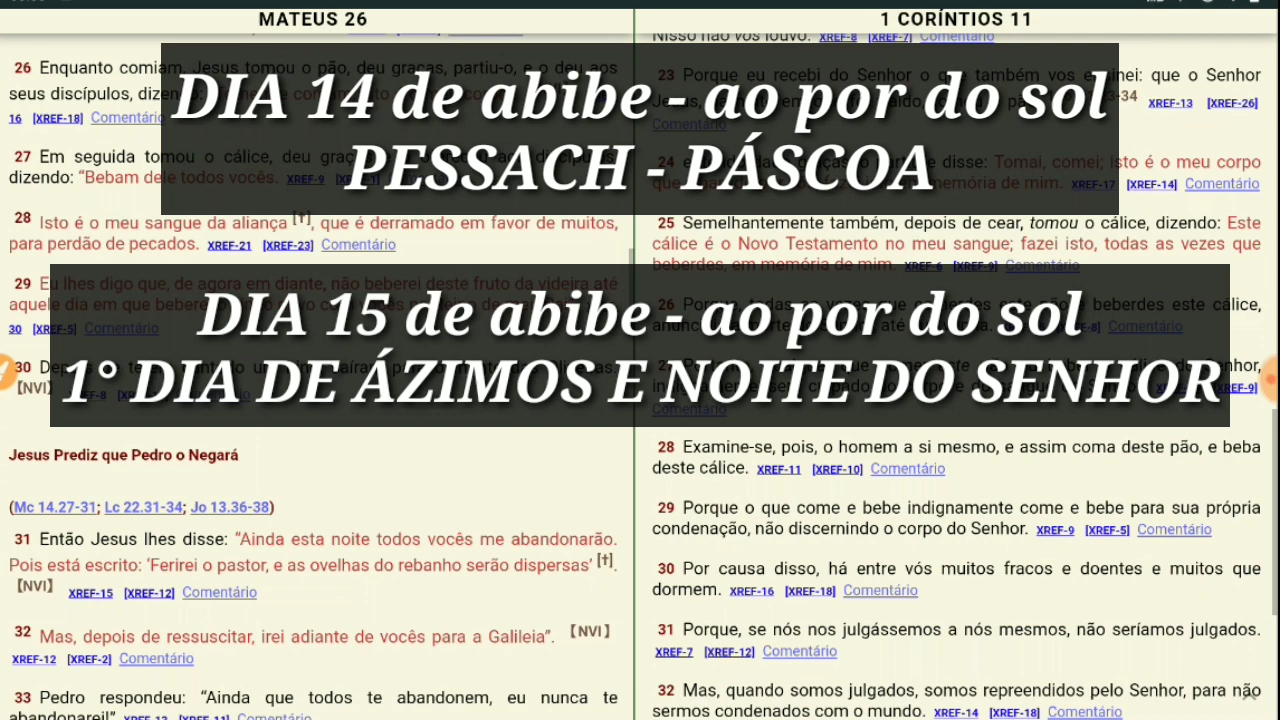 MATEUS 26
26 Enquanto comiam, Jesus tomou o pão, deu graças, partiu-o, e o deu aos
seus discípulos,
16 [XREF-18] Comentário
27 Em seguida tomou o cálice, deu
dizendo: “Bebam dele todos vocês. XREF-9
28 Isto é o meu sangue da aliança [†], que é derramado em favor de muitos,
para perdão de pecados. XREF-21 [XREF-23] Comentário
29 Eu lhes digo que, de agora em diante, não beberei deste fruto da videira até
aquele dia em que
30 [XREF-5] Comentário
30
【NVI】
Jesus Prediz que Pedro o Negará
(Mc 14.27-31; Lc 22.31-34; Jo 13.36-38)
31 Então Jesus lhes disse: “Ainda esta noite todos vocês me abandonarão.
Pois está escrito: ‘Ferirei o pastor, e as ovelhas do rebanho serão dispersas’ [†].
【NVI】 XREF-15 [XREF-12] Comentário
32 Mas, depois de ressuscitar, irei adiante de vocês para a Galileia”. 【NVI】
XREF-12 [XREF-2] Comentário
33 Pedro respondeu: “Ainda que todos te abandonem, eu nunca te
abandonarei!” XREF-13 [XREF-11] Comentário
1 CORÍNTIOS 11
Nisso não vos louvo. XREF-8 [XREF-7] Comentário
23 Porque eu recebi do Senhor o que também vos ensinei: que o Senhor
XREF-13 [XREF-26]
Comentário
disse: Tomai, comei; isto é o meu corpo
memória de mim. XREF-17 [XREF-14] Comentário
25 Semelhantemente também, depois de cear, tomou o cálice, dizendo: Este
cálice é o Novo Testamento no meu sangue; fazei isto, todas as vezes que
beberdes, em memória de mim. XREF-6 [XREF-9] Comentário
beberdes este cálice,
Comentário
Senhor,
[XREF-9]
Comentário
28 Examine-se, pois, o homem a si mesmo, e assim coma deste pão, e beba
deste cálice. XREF-11 [XREF-10] Comentário
29 Porque o que come e bebe indignamente come e bebe para sua própria
condenação, não discernindo o corpo do Senhor. XREF-9 [XREF-5] Comentário
30 Por causa disso, há entre vós muitos fracos e doentes e muitos que
dormem. XREF-16 [XREF-18] Comentário
31 Porque, se nós nos julgássemos a nós mesmos, não seríamos julgados.
XREF-7 [XREF-12] Comentário
32 Mas, quando somos julgados, somos repreendidos pelo Senhor, para não
sermos condenados com o mundo. XREF-14 [XREF-18] Comentário
DIA 14 de abibe - ao por do sol
PESSACH - PÁSCOA
DIA 15 de abibe - ao por do sol
1° DIA DE ÁZIMOS E NOITE DO SENHOR